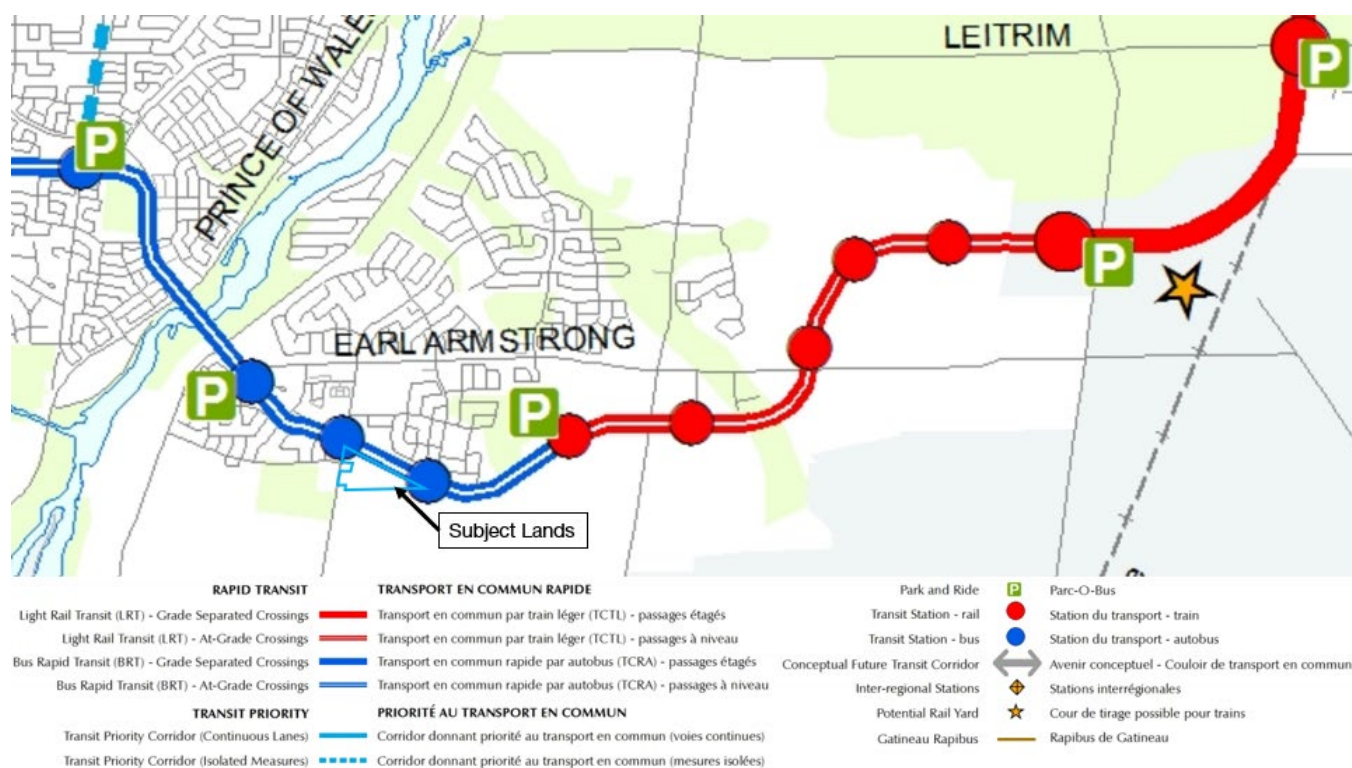 LEITRIM
P
P
PRINCE OF WALE
P
EARL ARMSTRONG
P
P
Subject Lands
RAPID TRANSIT TRANSPORT EN COMMUN RAPIDE
Light Rail Transit (LRT) - Grade Separated Crossings Transport en commun par train léger (TCTL) - passages étagés
Light Rail Transit (LRT) - At-Grade Crossings Transport en commun par train léger (TCTL) - passages à niveau
Bus Rapid Transit (BRT) - Grade Separated Crossings Transport en commun rapide par autobus (TCRA) - passages étagés
Bus Rapid Transit (BRT) - At-Grade Crossings Transport en commun rapide par autobus (TCRA) - passages à niveau
TRANSIT PRIORITY PRIORITÉ AU TRANSPORT EN COMMUN
Transit Priority Corridor (Continuous Lanes) Corridor donnant priorité au transport en commun (voies continues)
Transit Priority Corridor (Isolated Measures) Corridor donnant priorité au transport en commun (mesures isolées)
Park and Ride P Parc-O-Bus
Transit Station - rail Station du transport - train
Transit Station - bus Station du transport - autobus
Conceptual Future Transit Corridor Avenir conceptuel - Couloir de transport en commun
Inter-regional Stations Stations interrégionales
Potential Rail Yard Cour de tirage possible pour trains
Gatineau Rapibus Rapibus de Gatineau